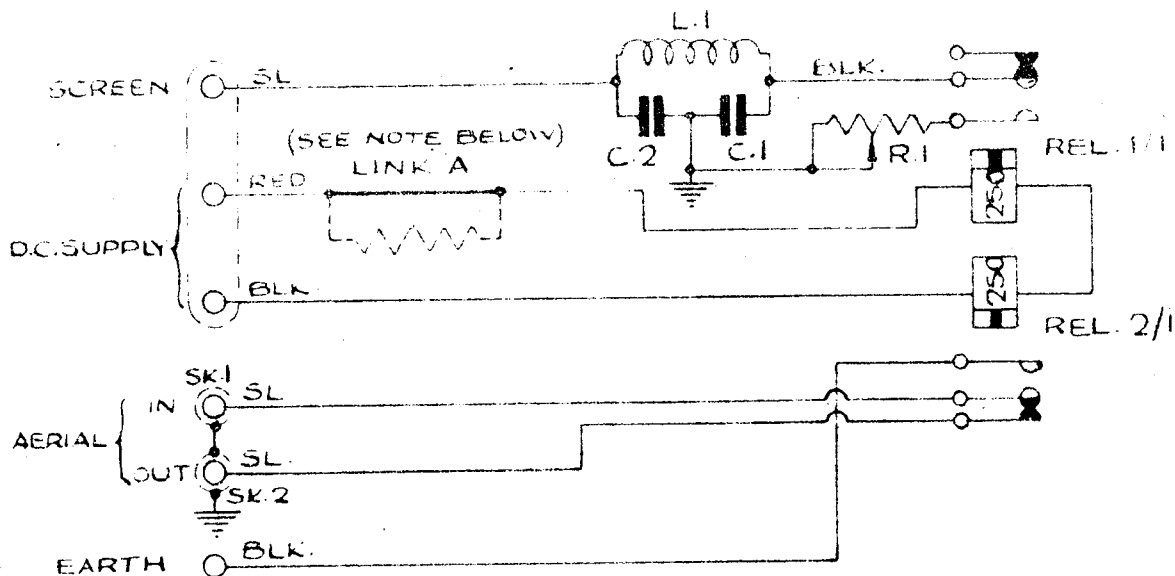 L.1
SCREEN
SL
BLK.
(SEE NOTE BELOW)
LINK A
C.2
C.1
R.1
REL. 1/1
RED
250
D.C. SUPPLY
BLK.
250
REL. 2/1
SK.1
IN
SL
AERIAL
OUT
SL.
SK.2
EARTH
BLK.